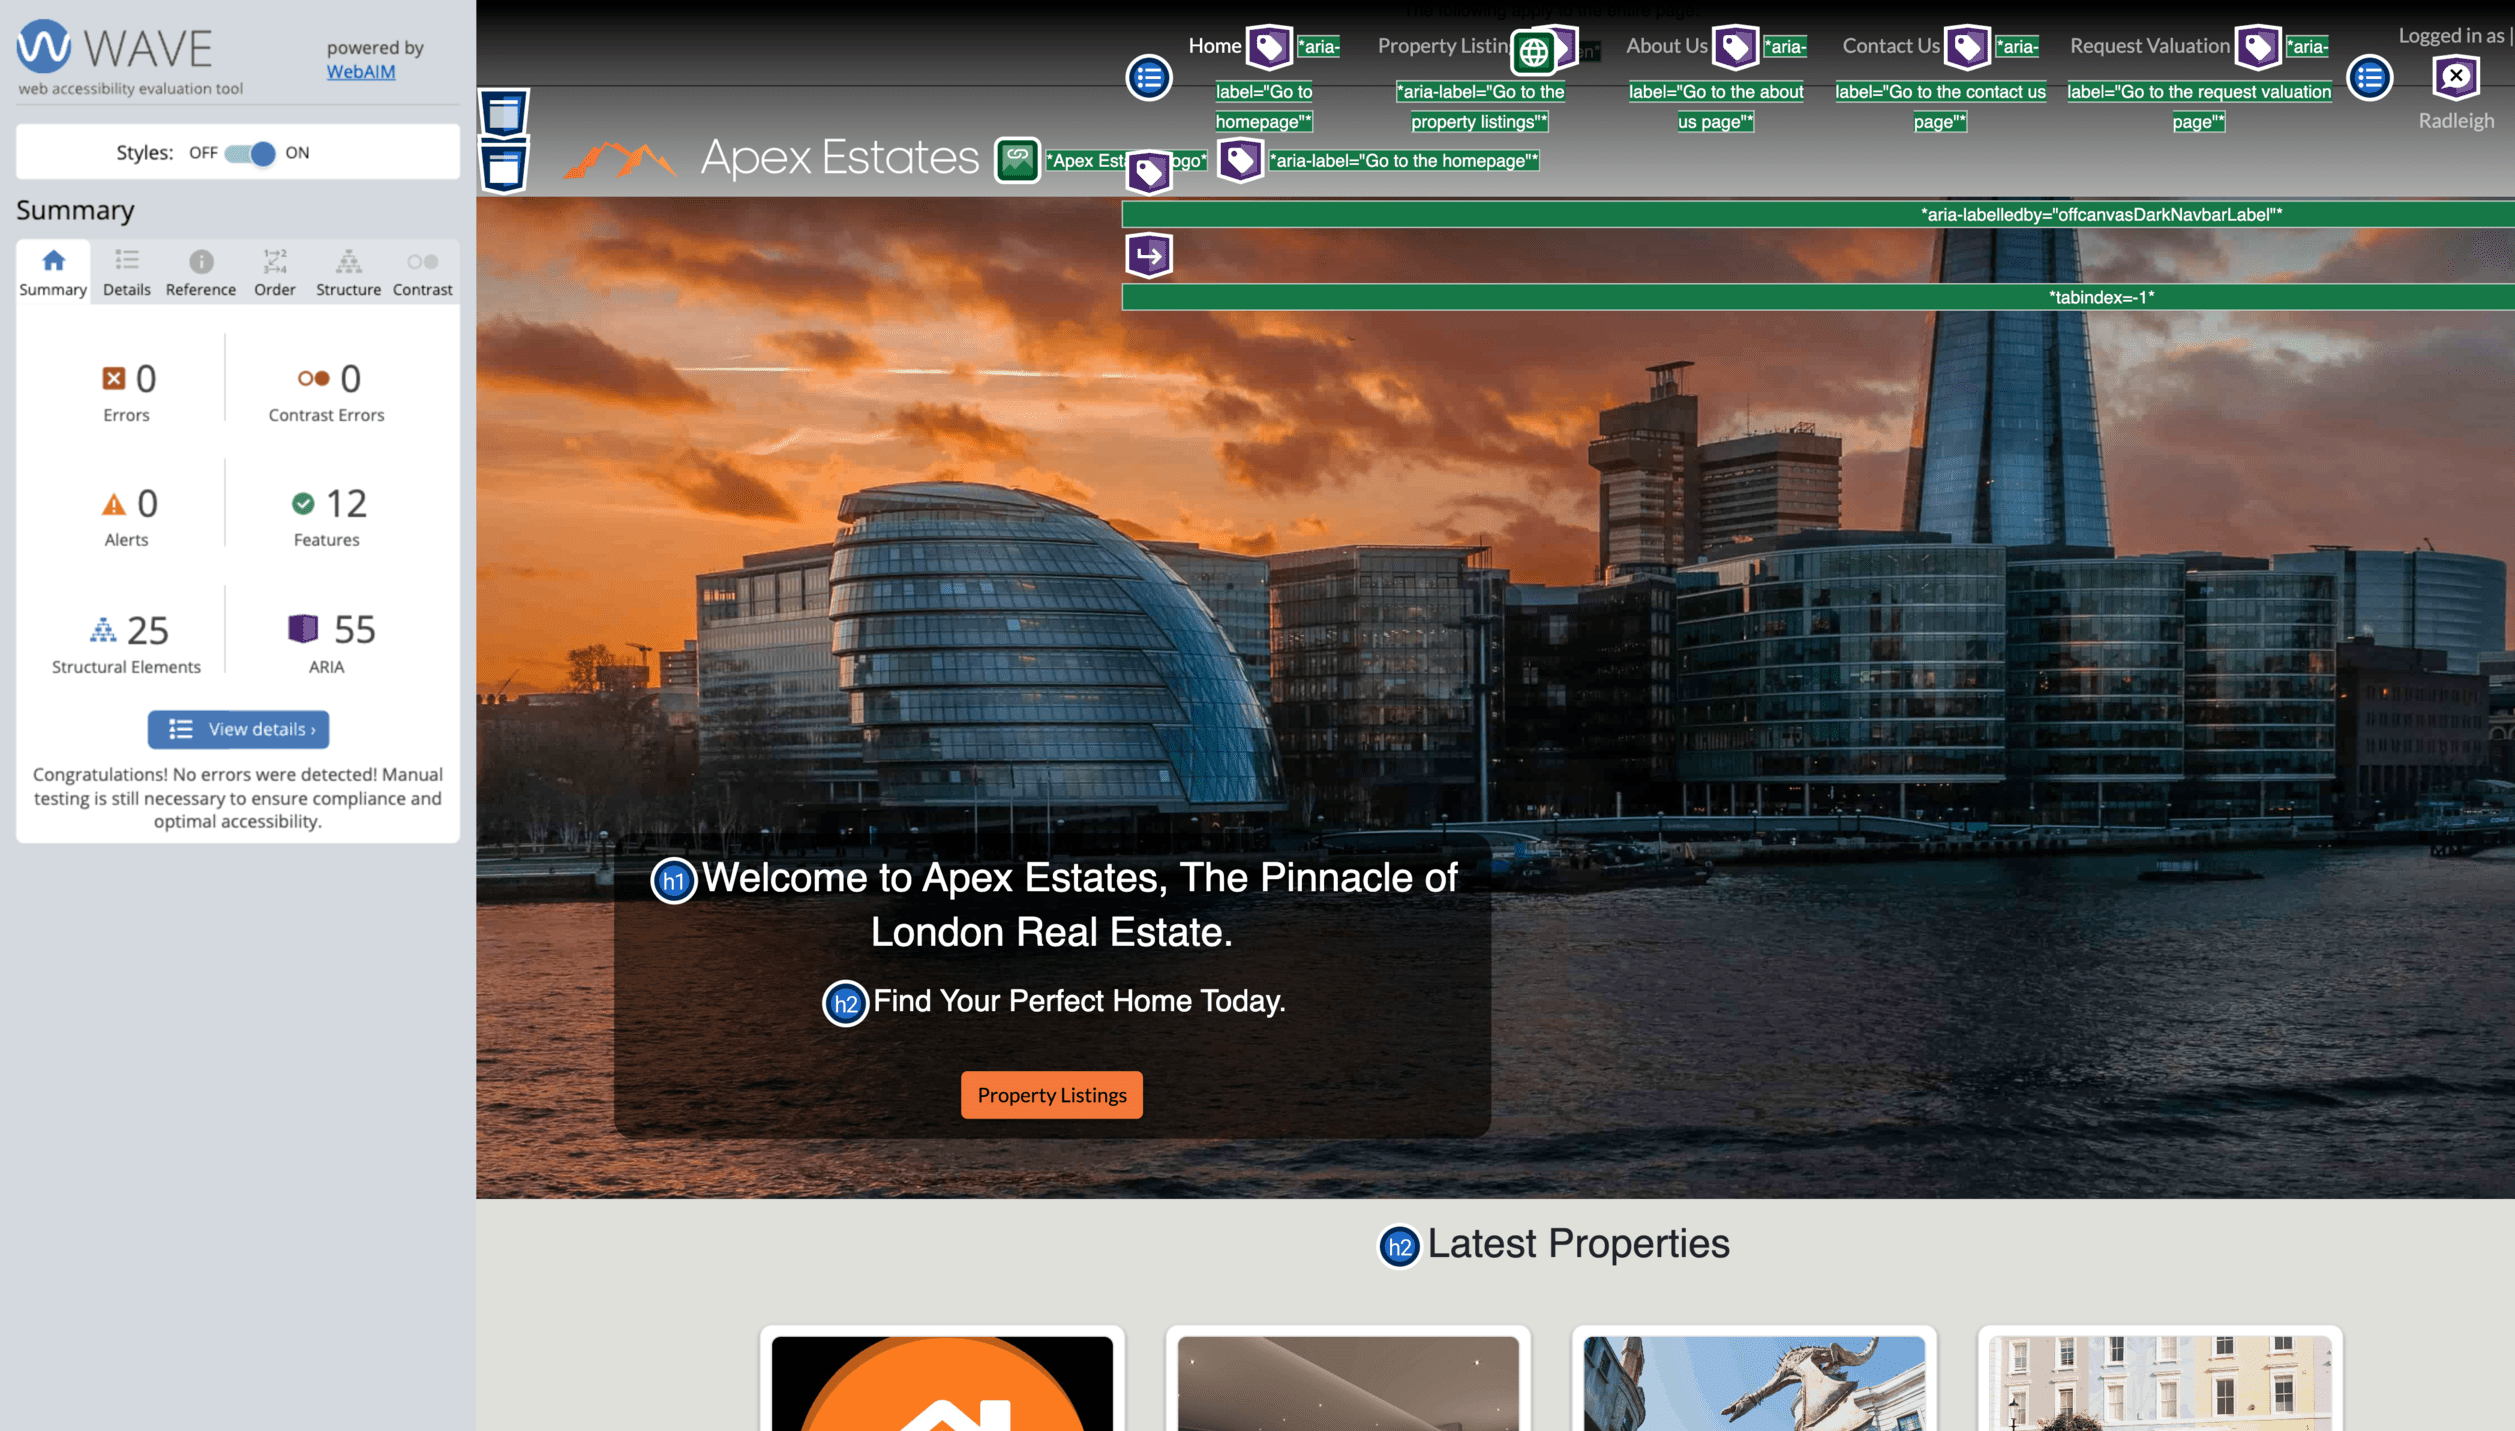 WAVE
web accessibility evaluation tool
powered by
WebAIM
Styles: OFF ON
Summary
Summary Details Reference Order Structure Contrast
0
Errors
0
Contrast Errors
0
Alerts
12
Features
25
Structural Elements
55
ARIA
View details ›
Congratulations! No errors were detected! Manual
testing is still necessary to ensure compliance and
optimal accessibility.
The following apply to the entire page:
Home *aria-
label="Go to
homepage"*
Property Listin
*aria-label="Go to the
property listings"*
About Us *aria-
label="Go to the about
us page"*
Contact Us *aria-
label="Go to the contact us
page"*
Request Valuation *aria-
label="Go to the request valuation
page"*
Logged in as |
Radleigh
Apex Estates
*Apex Est ogo*
*aria-label="Go to the homepage"*
*aria-labelledby="offcanvasDarkNavbarLabel"*
*tabindex=-1*
h1 Welcome to Apex Estates, The Pinnacle of
London Real Estate.
h2 Find Your Perfect Home Today.
Property Listings
h2 Latest Properties